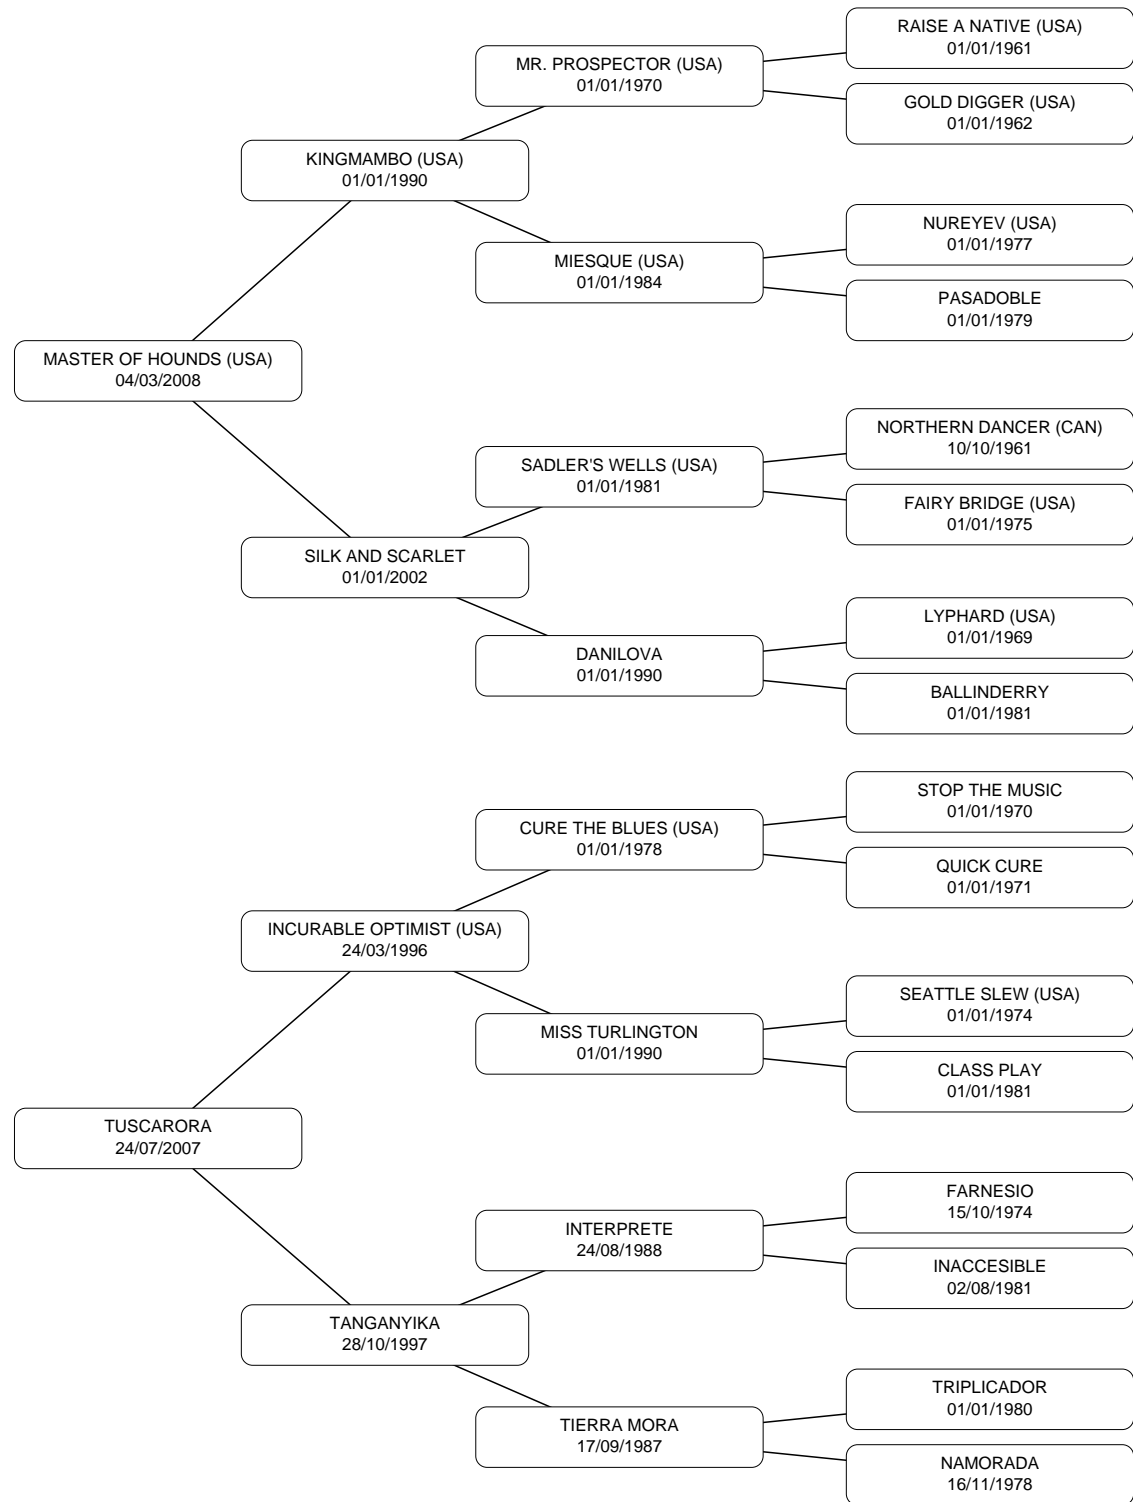 RAISE A NATIVE (USA)
01/01/1961
MR. PROSPECTOR (USA)
01/01/1970
GOLD DIGGER (USA)
01/01/1962
KINGMAMBO (USA)
01/01/1990
NUREYEV (USA)
01/01/1977
MIESQUE (USA)
01/01/1984
PASADOBLE
01/01/1979
MASTER OF HOUNDS (USA)
04/03/2008
NORTHERN DANCER (CAN)
10/10/1961
SADLER'S WELLS (USA)
01/01/1981
FAIRY BRIDGE (USA)
01/01/1975
SILK AND SCARLET
01/01/2002
LYPHARD (USA)
01/01/1969
DANILOVA
01/01/1990
BALLINDERRY
01/01/1981
STOP THE MUSIC
01/01/1970
CURE THE BLUES (USA)
01/01/1978
QUICK CURE
01/01/1971
INCURABLE OPTIMIST (USA)
24/03/1996
SEATTLE SLEW (USA)
01/01/1974
MISS TURLINGTON
01/01/1990
CLASS PLAY
01/01/1981
TUSCARORA
24/07/2007
FARNESIO
15/10/1974
INTERPRETE
24/08/1988
INACCESIBLE
02/08/1981
TANGANYIKA
28/10/1997
TRIPLICADOR
01/01/1980
TIERRA MORA
17/09/1987
NAMORADA
16/11/1978